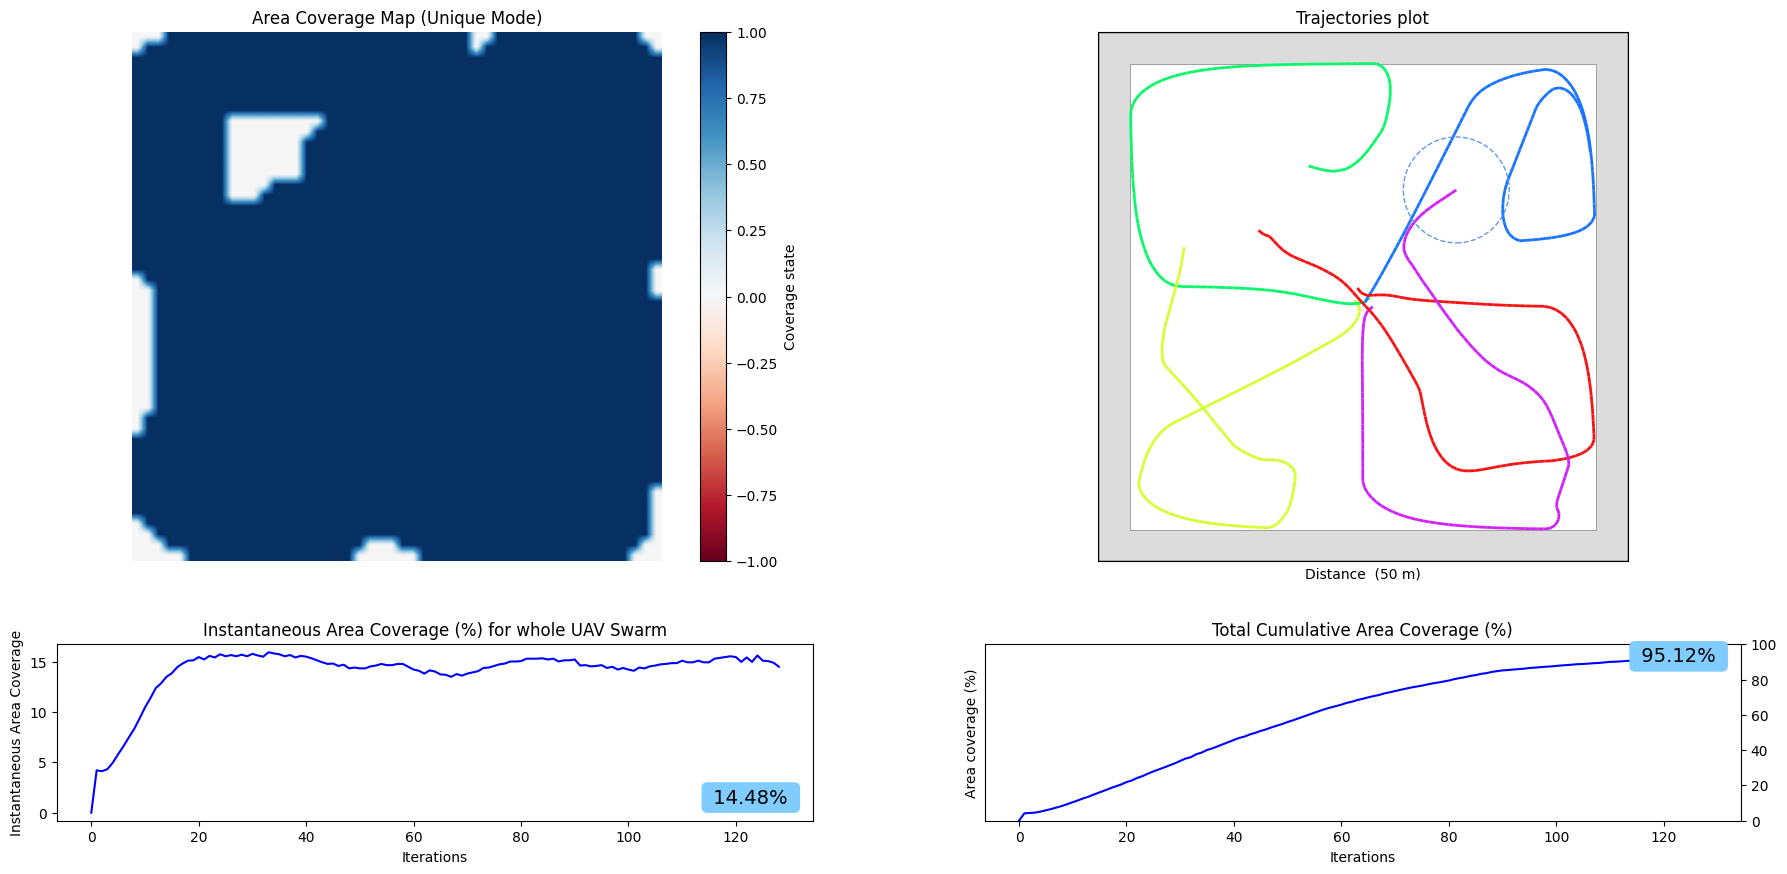 Area Coverage Map (Unique Mode)
1.00
0.75
0.50
0.25
0.00
−0.25
−0.50
−0.75
−1.00
Coverage state
Trajectories plot
Distance  (50 m)
Instantaneous Area Coverage (%) for whole UAV Swarm
Instantaneous Area Coverage
15
10
5
0
14.48%
0 20 40 60 80 100 120
Iterations
Total Cumulative Area Coverage (%)
Area coverage (%)
95.12%
100
80
60
40
20
0
0 20 40 60 80 100 120
Iterations